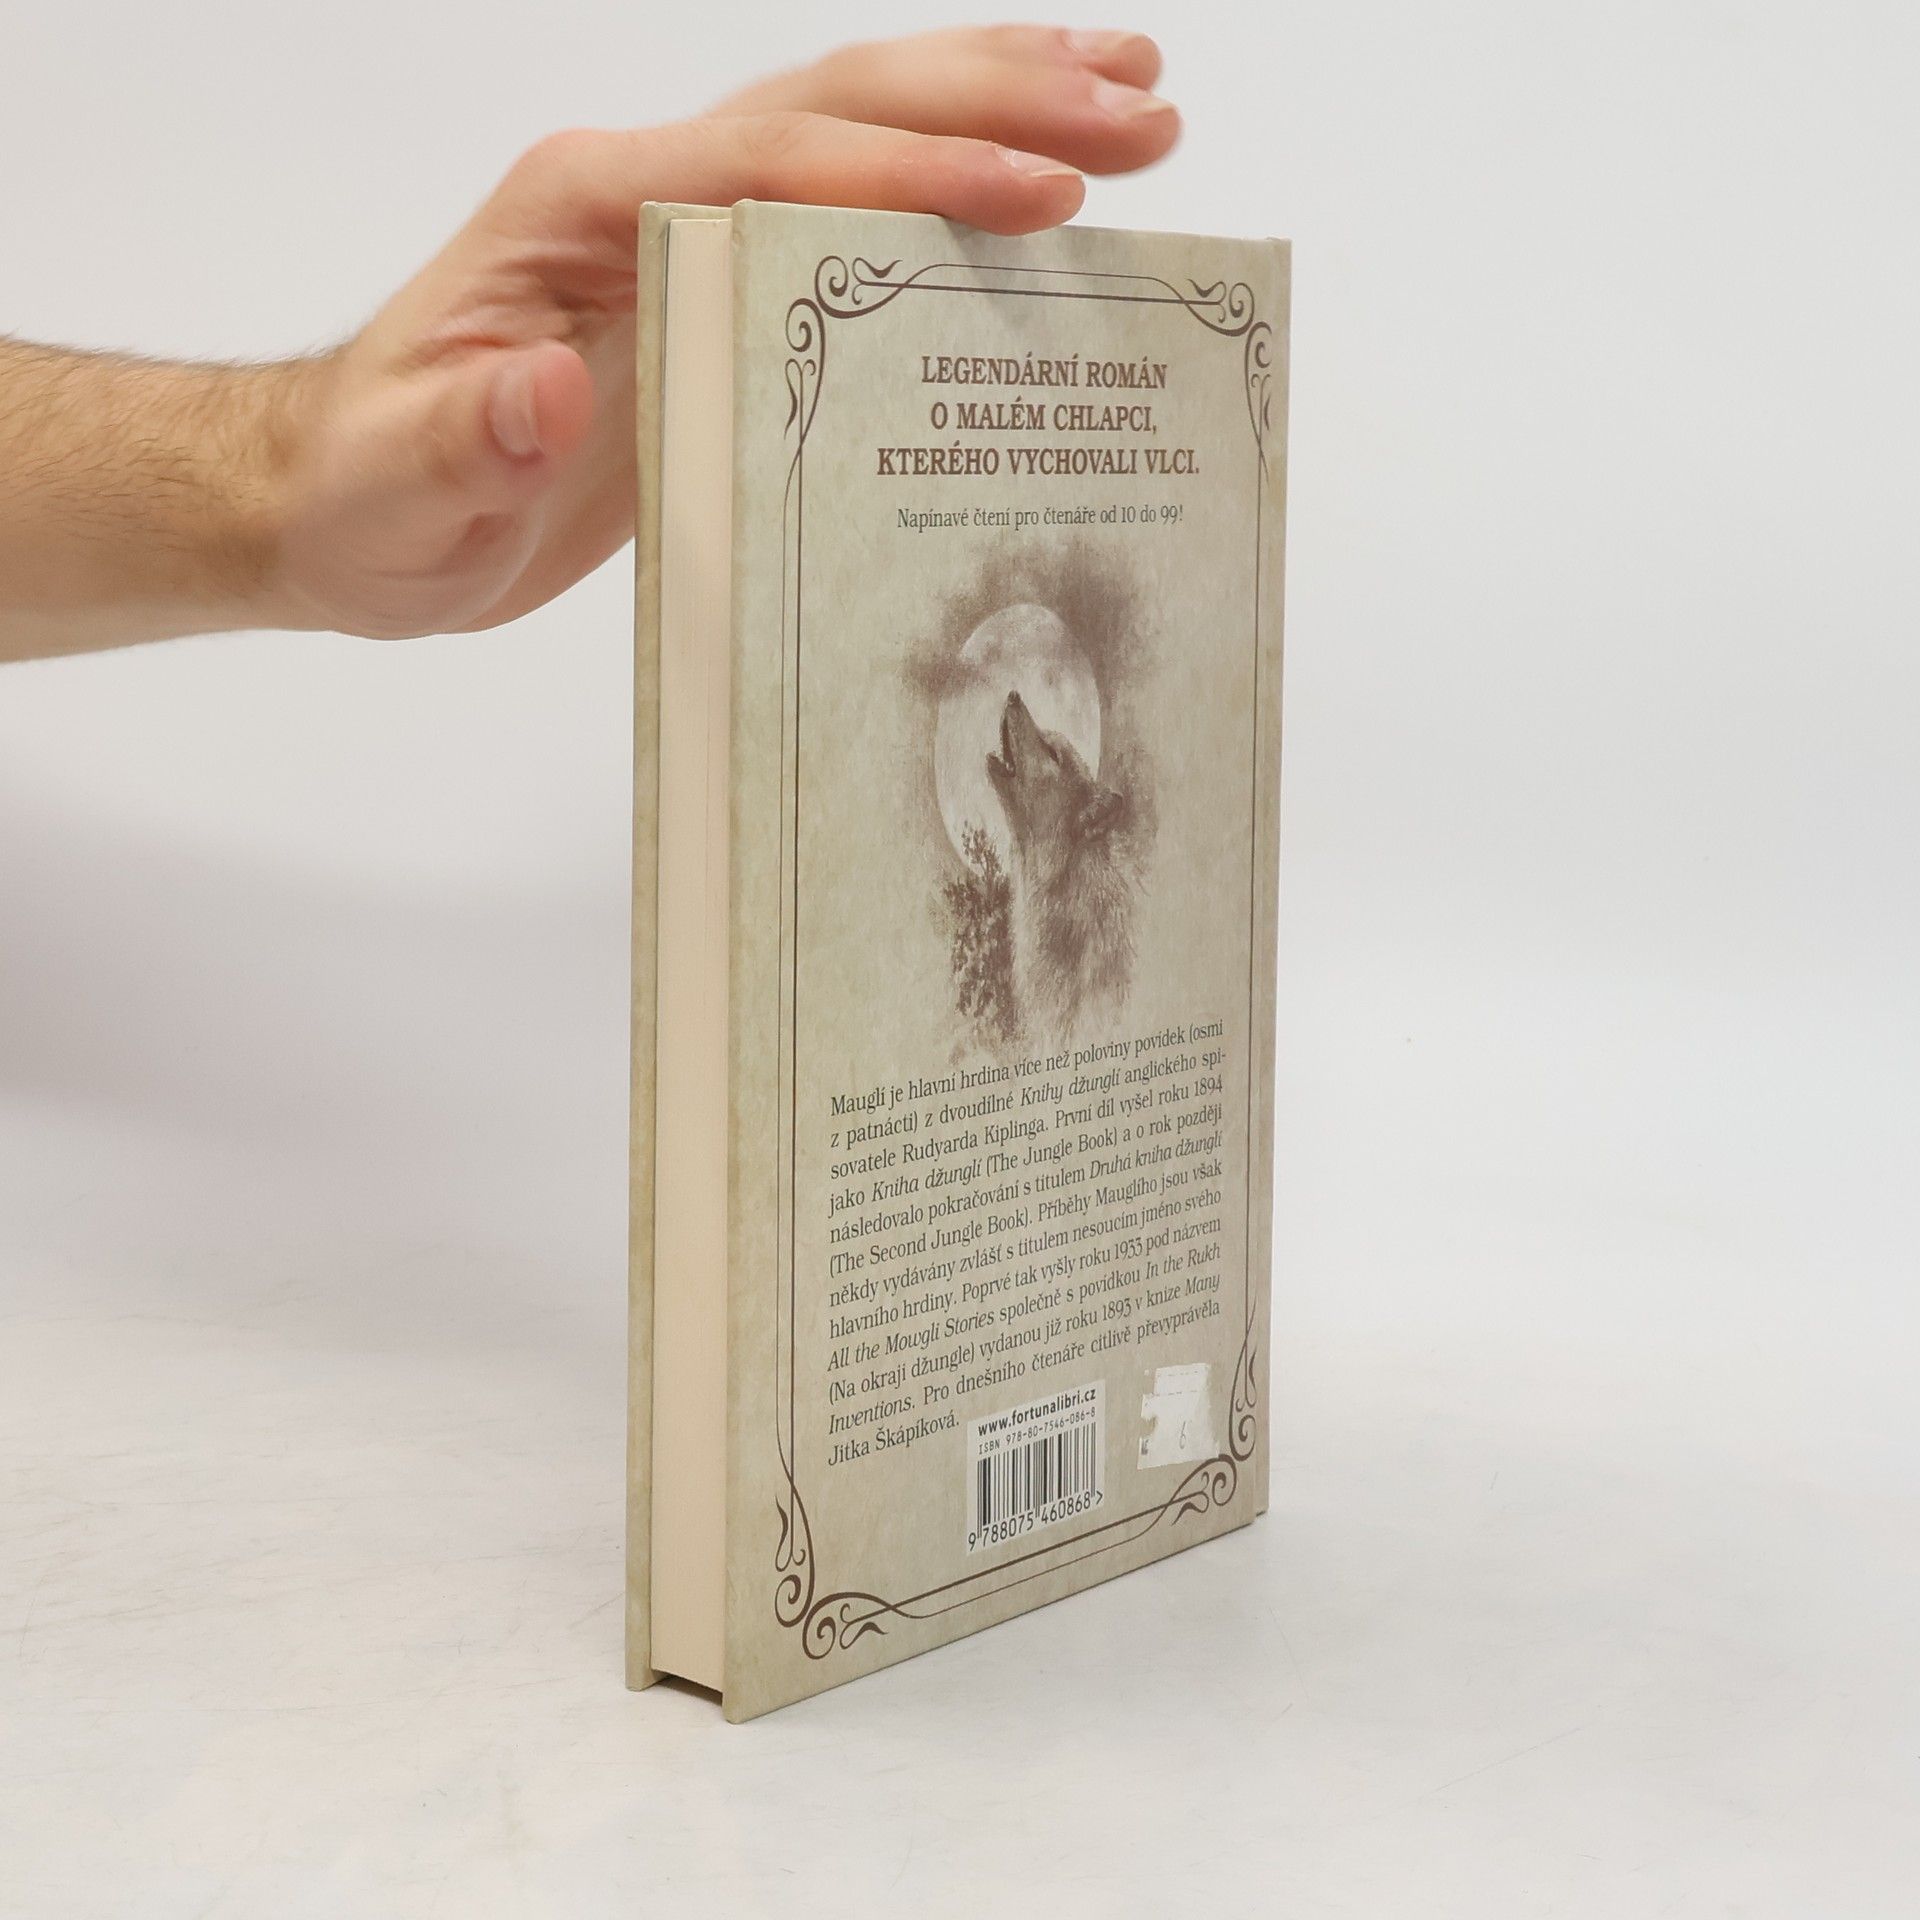 LEGENDÁRNÍ ROMÁN
O MALÉM CHLAPCI,
KTERÉHO VYCHOVALI VLCI.
Napínavé čtení pro čtenáře od 10 do 99!
Mauglí je hlavní hrdina více než poloviny povídek (osmi
z patnácti) z dvoudílné Knihy džunglí anglického spi-
sovatele Rudyarda Kiplinga. První díl vyšel roku 1894
jako Kniha džunglí (The Jungle Book) a o rok později
následovalo pokračování s titulem Druhá kniha džunglí
(The Second Jungle Book). Příběhy Mauglího jsou však
někdy vydávány zvlášť s titulem nesoucím jméno svého
hlavního hrdiny. Poprvé tak vyšly roku 1933 pod názvem
All the Mowgli Stories společně s povídkou In the Rukh
(Na okraji džungle) vydanou již roku 1893 v knize Many
Inventions. Pro dnešního čtenáře citlivě převyprávěla
Jitka Škápíková.
www.fortunalibri.cz
ISBN 978-80-7546-086-8
9 788075 460868 >
6